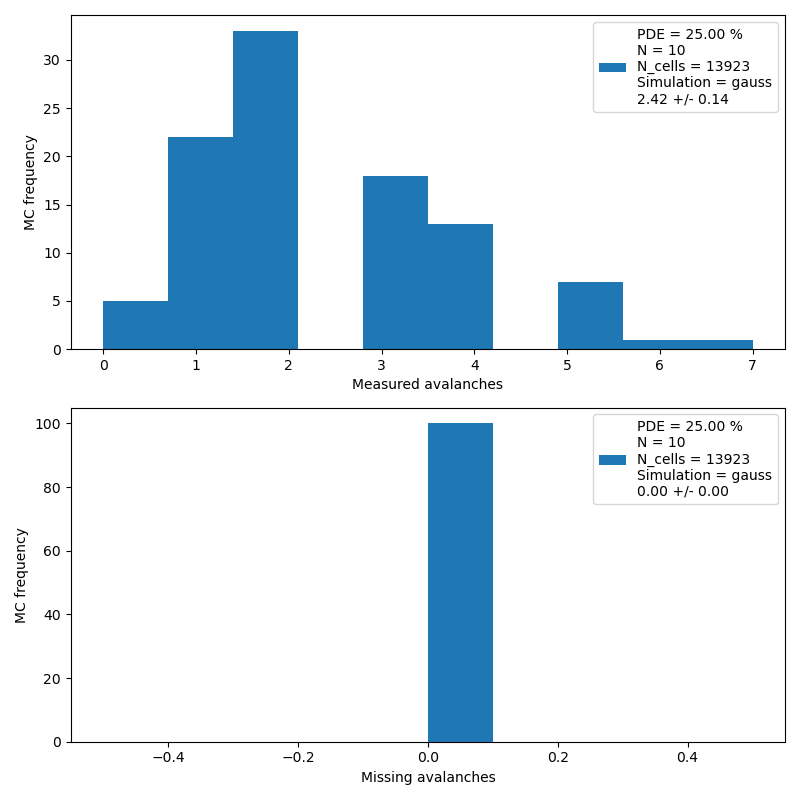 PDE = 25.00 %
N = 10
N_cells = 13923
Simulation = gauss
2.42 +/- 0.14
MC frequency
30
25
20
15
10
5
0
0 1 2 3 4 5 6 7
Measured avalanches
PDE = 25.00 %
N = 10
N_cells = 13923
Simulation = gauss
0.00 +/- 0.00
MC frequency
100
80
60
40
20
0
−0.4 −0.2 0.0 0.2 0.4
Missing avalanches